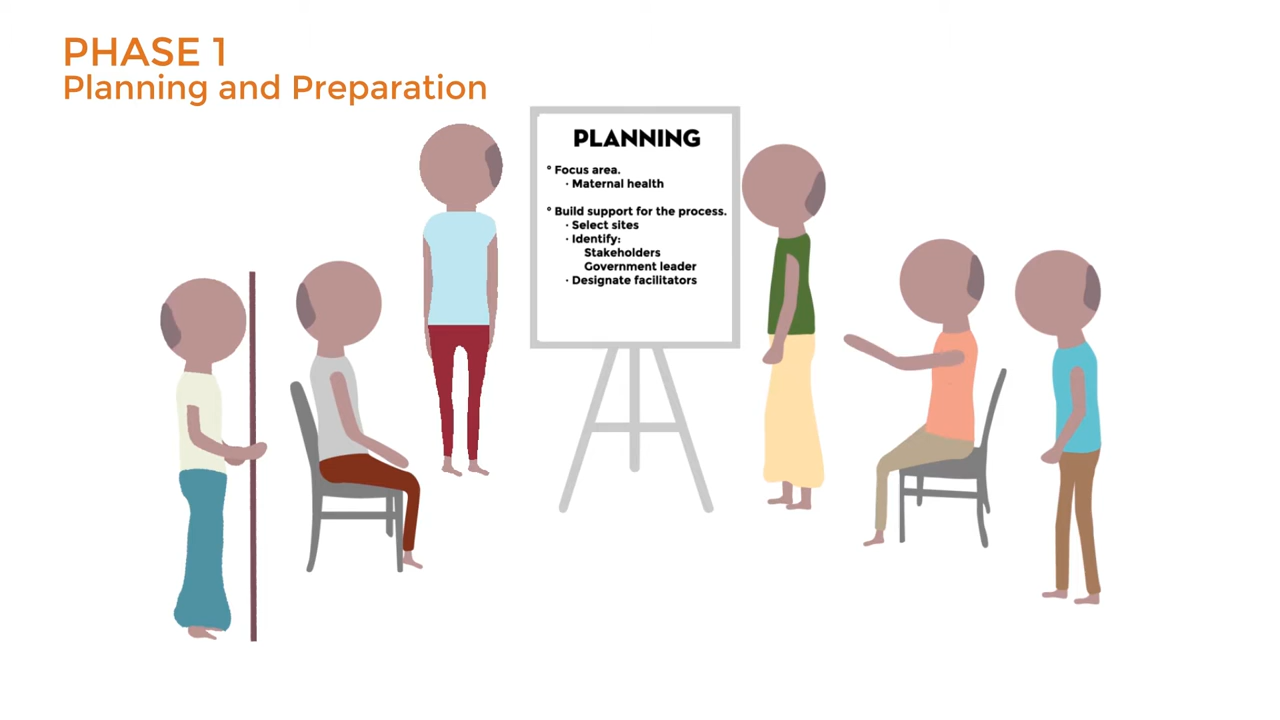 PHASE 1
Planning and Preparation
PLANNING
° Focus area.
· Maternal health
° Build support for the process.
· Select sites
· Identify:
Stakeholders
Government leader
· Designate facilitators